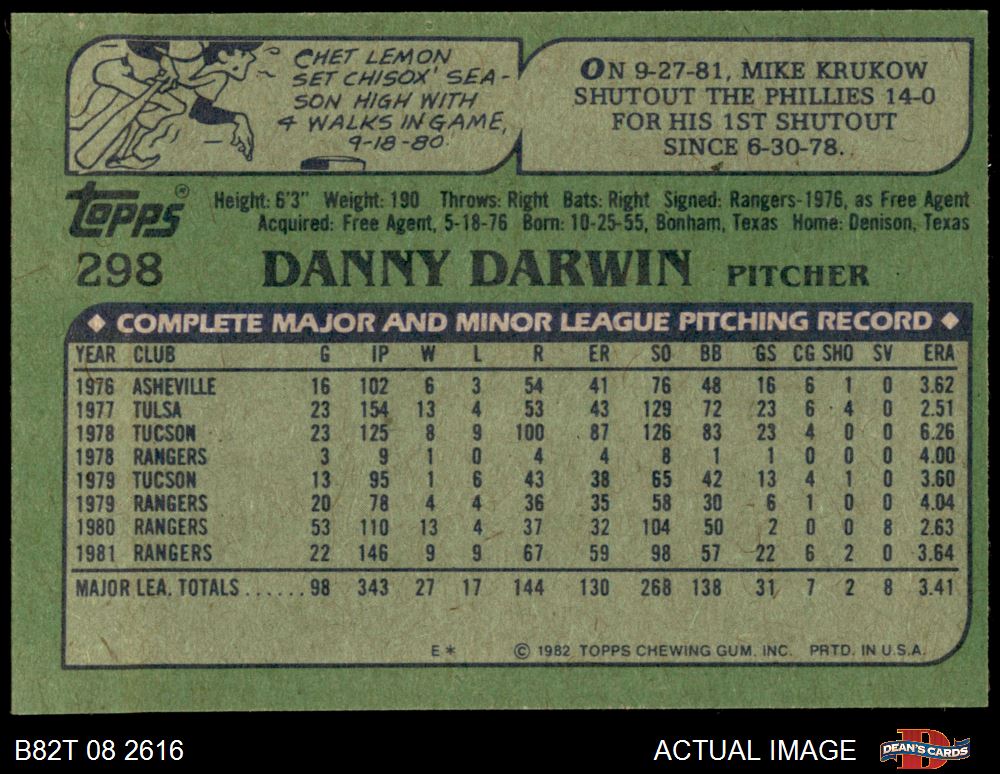 CHET LEMON
SET CHISOX' SEA-
SON HIGH WITH
4 WALKS IN GAME,
9-18-80.
ON 9-27-81, MIKE KRUKOW
SHUTOUT THE PHILLIES 14-0
FOR HIS 1ST SHUTOUT
SINCE 6-30-78.
topps®
Height: 6'3" Weight: 190 Throws: Right Bats: Right Signed: Rangers-1976, as Free Agent
Acquired: Free Agent, 5-18-76 Born: 10-25-55, Bonham, Texas Home: Denison, Texas
298 DANNY DARWIN PITCHER
◆ COMPLETE MAJOR AND MINOR LEAGUE PITCHING RECORD ◆
YEAR CLUB G IP W L R ER SO BB GS CG SHO SV ERA
1976 ASHEVILLE 16 102 6 3 54 41 76 48 16 6 1 0 3.62
1977 TULSA 23 154 13 4 53 43 129 72 23 6 4 0 2.51
1978 TUCSON 23 125 8 9 100 87 126 83 23 4 0 0 6.26
1978 RANGERS 3 9 1 0 4 4 8 1 1 0 0 0 4.00
1979 TUCSON 13 95 1 6 43 38 65 42 13 4 1 0 3.60
1979 RANGERS 20 78 4 4 36 35 58 30 6 1 0 0 4.04
1980 RANGERS 53 110 13 4 37 32 104 50 2 0 0 8 2.63
1981 RANGERS 22 146 9 9 67 59 98 57 22 6 2 0 3.64
MAJOR LEA. TOTALS......98 343 27 17 144 130 268 138 31 7 2 8 3.41
E* © 1982 TOPPS CHEWING GUM, INC. PRTD. IN U.S.A.
B82T 08 2616 ACTUAL IMAGE DEAN'S CARDS